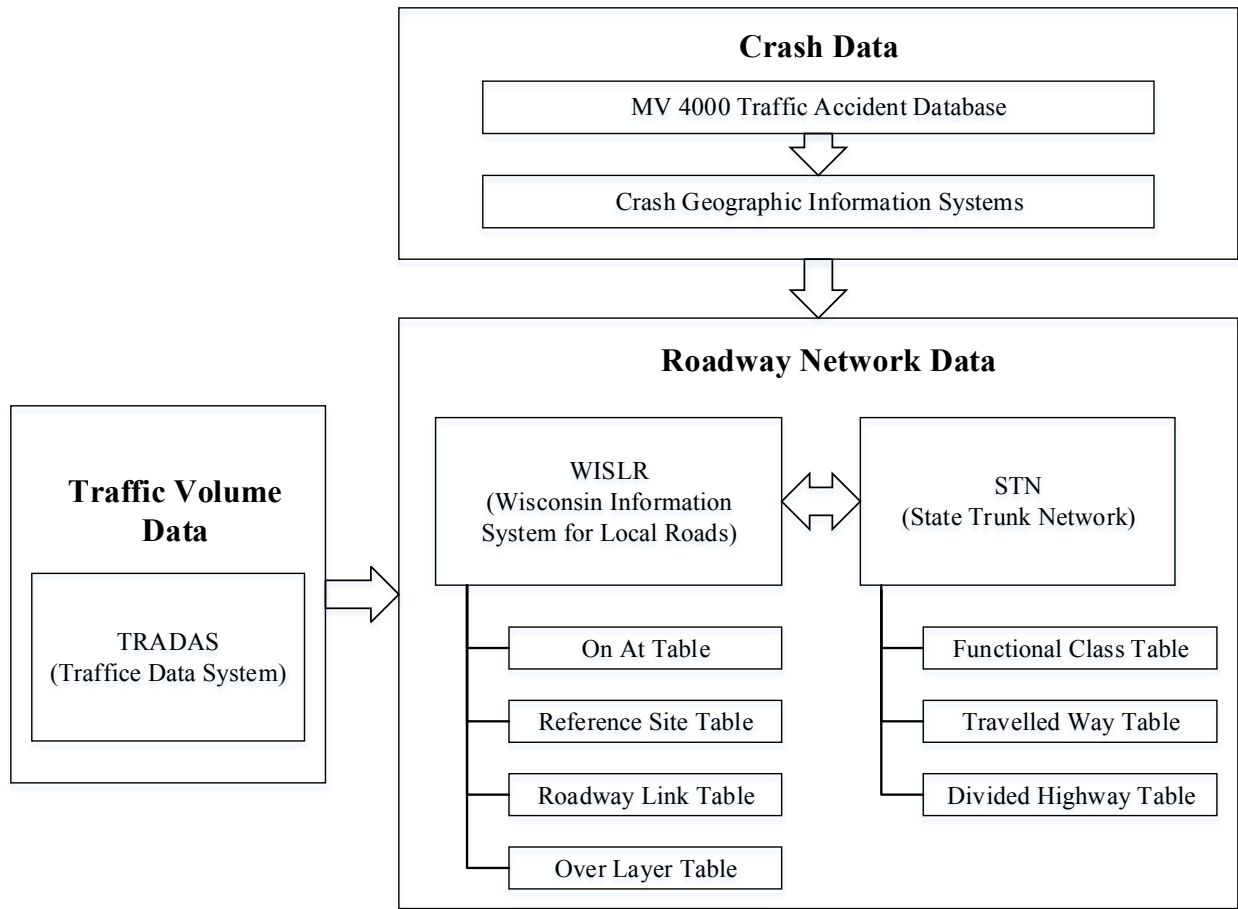 Crash Data
MV 4000 Traffic Accident Database
Crash Geographic Information Systems
Roadway Network Data
Traffic Volume
Data
TRADAS
(Traffice Data System)
WISLR
(Wisconsin Information
System for Local Roads)
On At Table
Reference Site Table
Roadway Link Table
Over Layer Table
STN
(State Trunk Network)
Functional Class Table
Travelled Way Table
Divided Highway Table